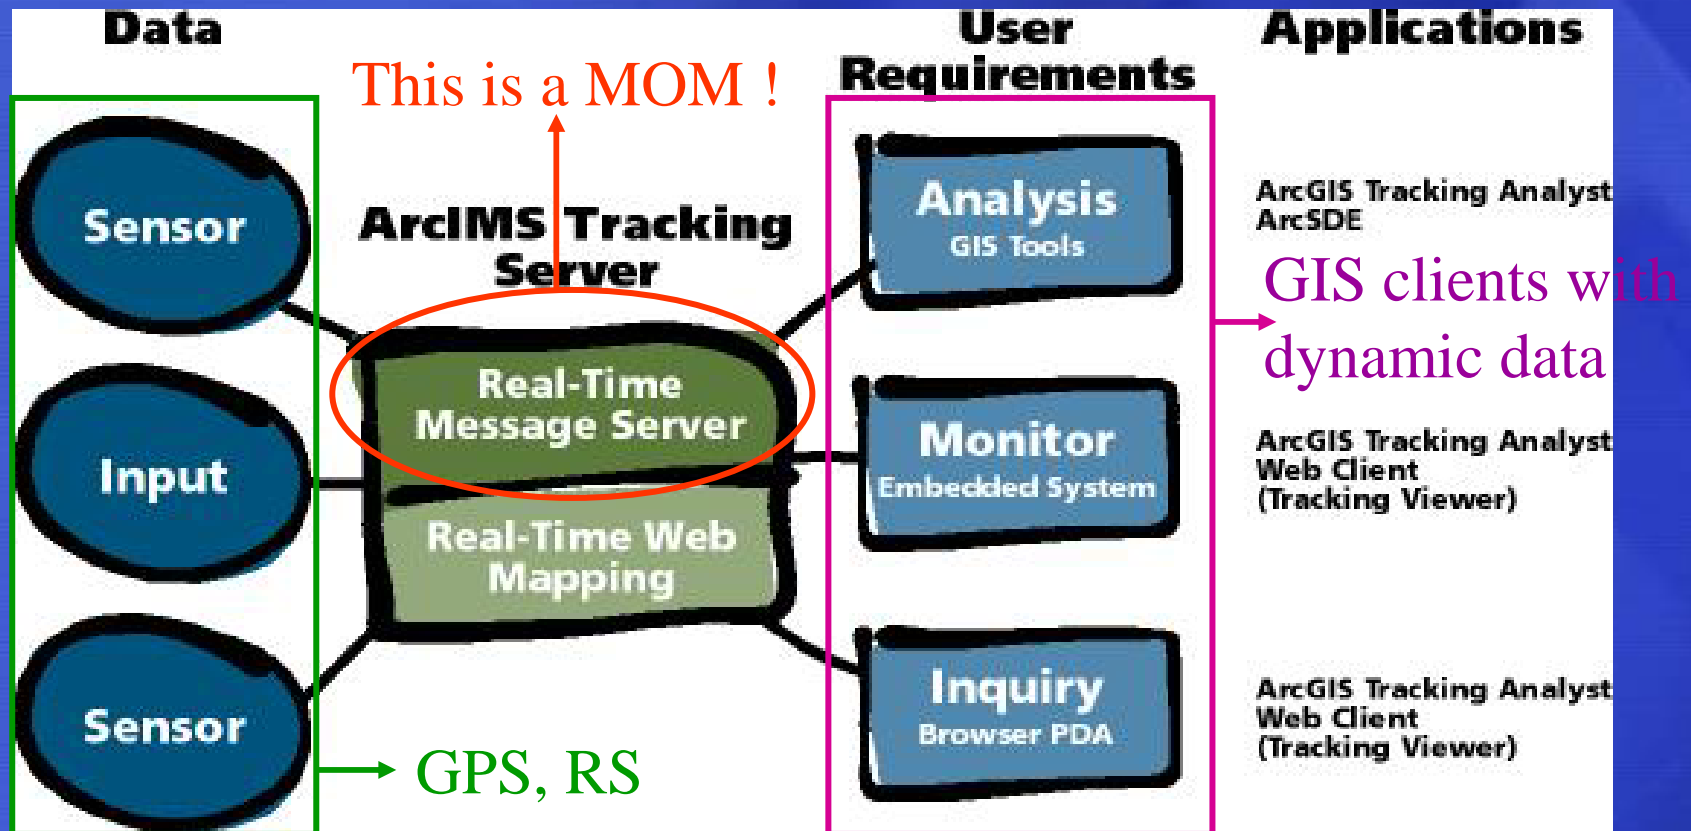 Data
User
Requirements
Applications
This is a MOM !
Sensor
Input
Sensor
GPS, RS
ArcIMS Tracking
Server
Real-Time
Message Server
Real-Time Web
Mapping
Analysis
GIS Tools
Monitor
Embedded System
Inquiry
Browser PDA
ArcGIS Tracking Analyst
ArcSDE
GIS clients with
dynamic data
ArcGIS Tracking Analyst
Web Client
(Tracking Viewer)
ArcGIS Tracking Analyst
Web Client
(Tracking Viewer)